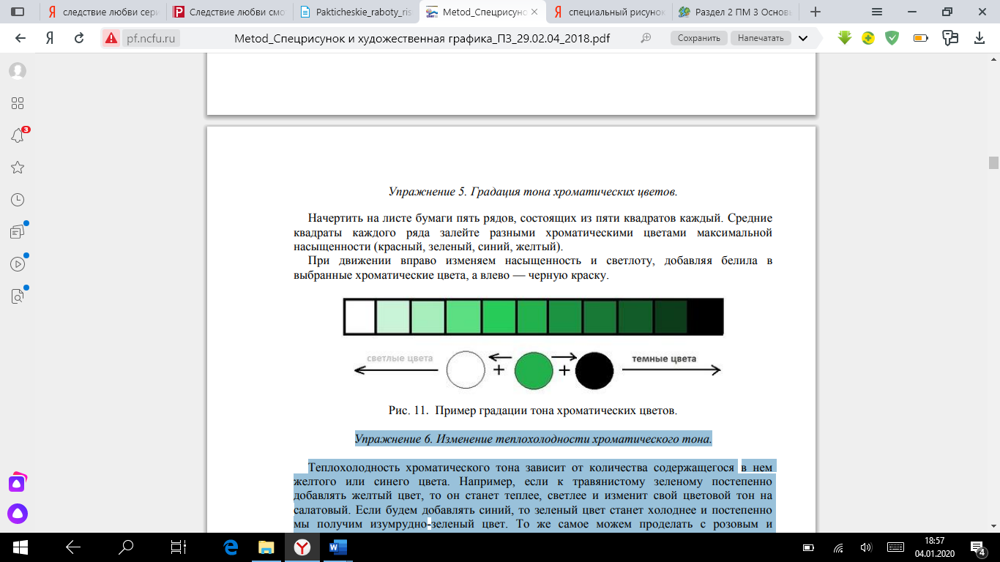 следствие любви сери
Следствие любви смо
Pakticheskie_raboty_ris
Metod_Спецрисунс
специальный рисунок
Раздел 2 ПМ 3 Основы
Я
pf.ncfu.ru
Metod_Спецрисунок и художественная графика_ПЗ_29.02.04_2018.pdf
Сохранить
Напечатать
3
Упражнение 5. Градация тона хроматических цветов.
Начертить на листе бумаги пять рядов, состоящих из пяти квадратов каждый. Средние
квадраты каждого ряда залейте разными хроматическими цветами максимальной
насыщенности (красный, зеленый, синий, желтый).
При движении вправо изменяем насыщенность и светлоту, добавляя белила в
выбранные хроматические цвета, а влево — черную краску.
светлые цвета
+
+
темные цвета
Рис. 11. Пример градации тона хроматических цветов.
Упражнение 6. Изменение теплохолодности хроматического тона.
Теплохолодность хроматического тона зависит от количества содержащегося в нем
желтого или синего цвета. Например, если к травянистому зеленому постепенно
добавлять желтый цвет, то он станет теплее, светлее и изменит свой цветовой тон на
салатовый. Если будем добавлять синий, то зеленый цвет станет холоднее и постепенно
мы получим изумрудно-зеленый цвет. То же самое можем проделать с розовым и
18:57
04.01.2020
4